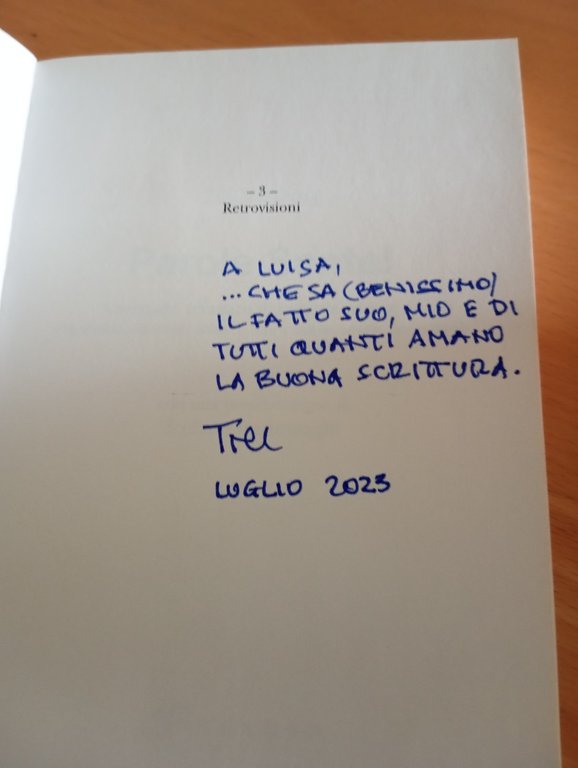 – 3 –
Retrovisioni
A LUISA,
...CHE SA (BENISSIMO)
IL FATTO SUO, MIO E DI
TUTTI QUANTI AMANO
LA BUONA SCRITTURA.
LUGLIO 2023